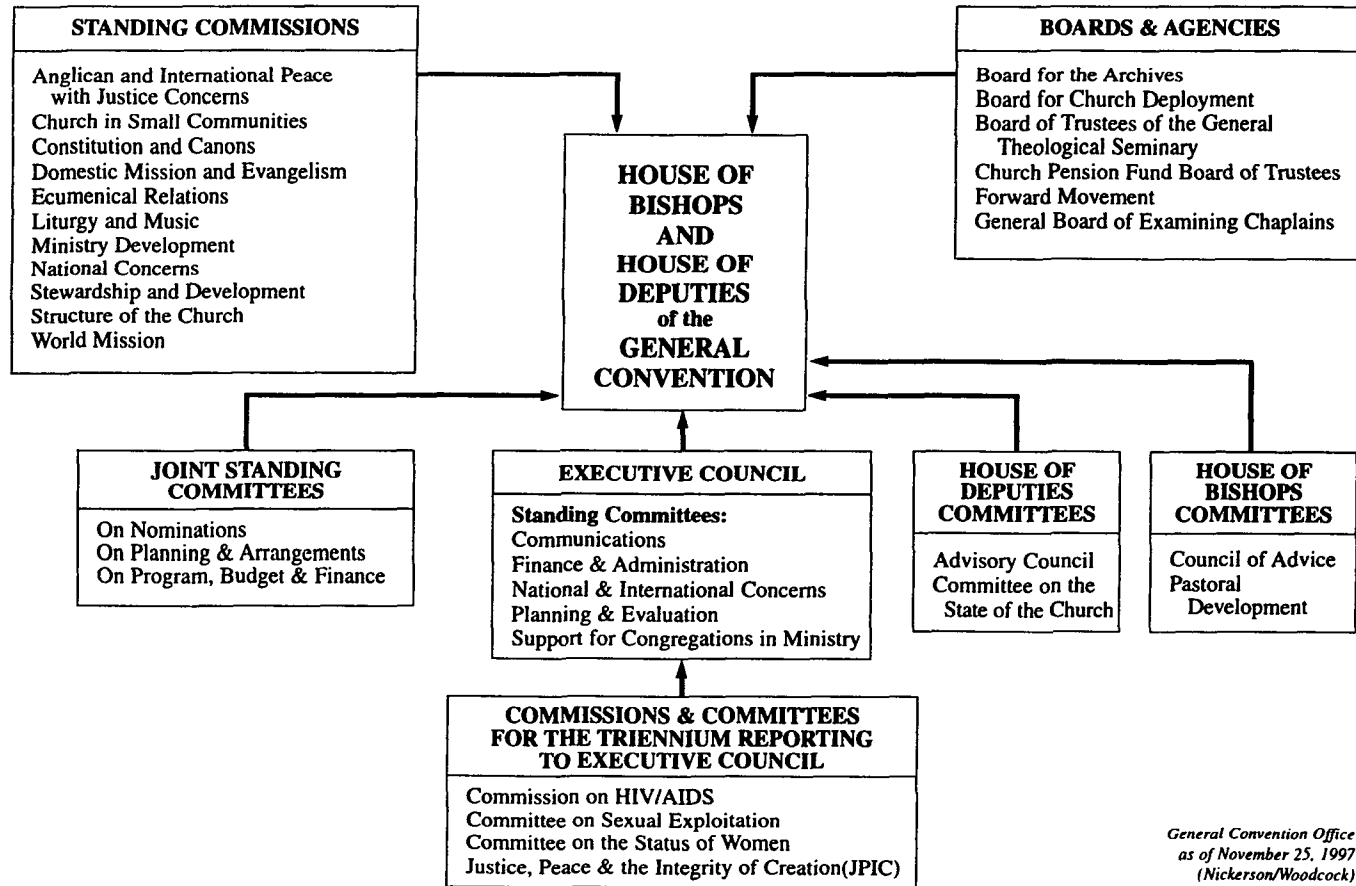 STANDING COMMISSIONS
Anglican and International Peace
with Justice Concerns
Church in Small Communities
Constitution and Canons
Domestic Mission and Evangelism
Ecumenical Relations
Liturgy and Music
Ministry Development
National Concerns
Stewardship and Development
Structure of the Church
World Mission
BOARDS & AGENCIES
Board for the Archives
Board for Church Deployment
Board of Trustees of the General
Theological Seminary
Church Pension Fund Board of Trustees
Forward Movement
General Board of Examining Chaplains
HOUSE OF
BISHOPS
AND
HOUSE OF
DEPUTIES
of the
GENERAL
CONVENTION
JOINT STANDING
COMMITTEES
On Nominations
On Planning & Arrangements
On Program, Budget & Finance
EXECUTIVE COUNCIL
Standing Committees:
Communications
Finance & Administration
National & International Concerns
Planning & Evaluation
Support for Congregations in Ministry
HOUSE OF
DEPUTIES
COMMITTEES
Advisory Council
Committee on the
State of the Church
HOUSE OF
BISHOPS
COMMITTEES
Council of Advice
Pastoral
Development
COMMISSIONS & COMMITTEES
FOR THE TRIENNIUM REPORTING
TO EXECUTIVE COUNCIL
Commission on HIV/AIDS
Committee on Sexual Exploitation
Committee on the Status of Women
Justice, Peace & the Integrity of Creation(JPIC)
General Convention Office
as of November 25, 1997
(Nickerson/Woodcock)